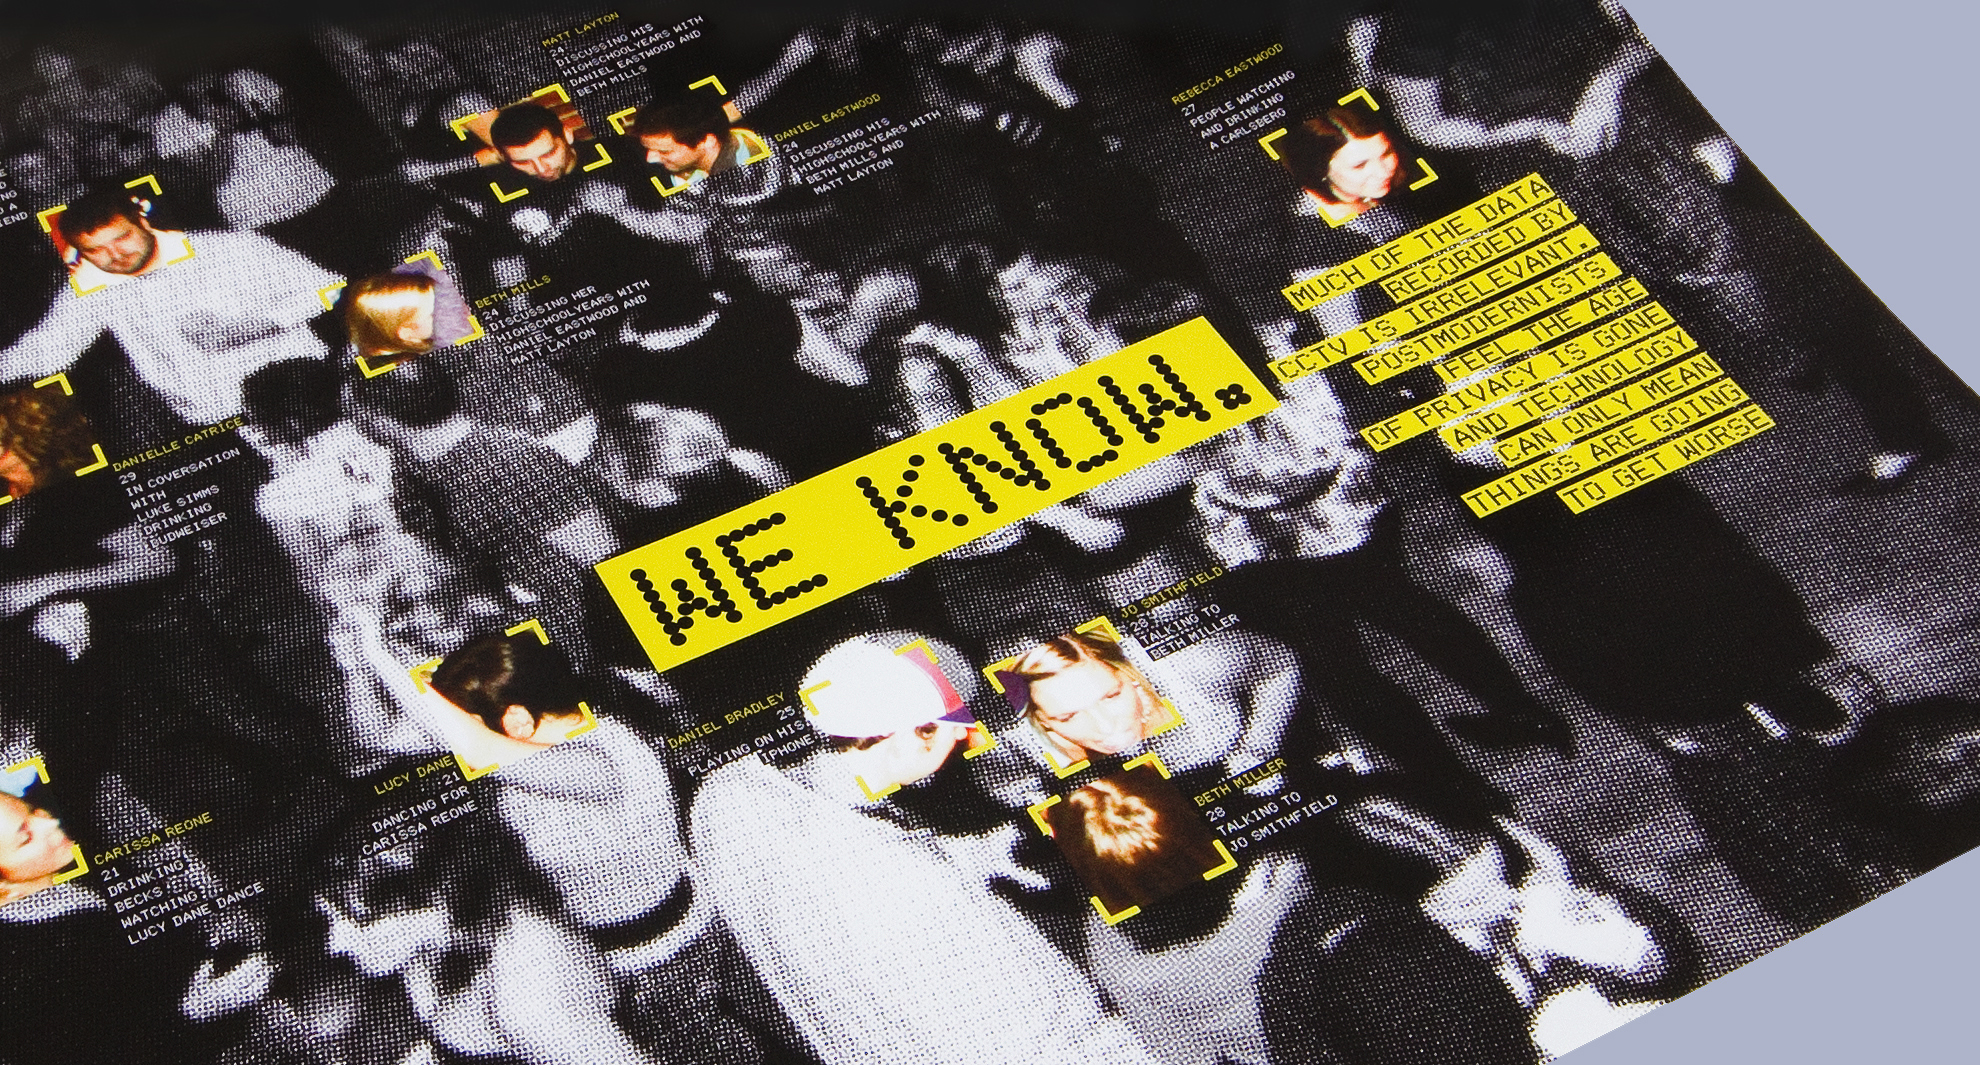 MATT LAYTON
24
DISCUSSING HIS
HIGHSCHOOLYEARS WITH
DANIEL EASTWOOD AND
BETH MILLS
DANIEL EASTWOOD
24
DISCUSSING HIS
HIGHSCHOOLYEARS WITH
BETH MILLS AND
MATT LAYTON
REBECCA EASTWOOD
27
PEOPLE WATCHING
AND DRINKING
A CARLSBERG
BETH MILLS
24
DISCUSSING HER
HIGHSCHOOLYEARS WITH
DANIEL EASTWOOD AND
MATT LAYTON
MUCH OF THE DATA
RECORDED BY
CCTV IS IRRELEVANT.
POSTMODERNISTS
FEEL THE AGE
OF PRIVACY IS GONE
AND TECHNOLOGY
CAN ONLY MEAN
THINGS ARE GOING
TO GET WORSE
WE KNOW.
DANIELLE CATRICE
29
IN COVERSATION
WITH
LUKE SIMMS
DRINKING
BUDWEISER
JO SMITHFIELD
28
TALKING TO
BETH MILLER
DANIEL BRADLEY
25
PLAYING ON HIS
IPHONE
LUCY DANE
21
DANCING FOR
CARISSA REONE
BETH MILLER
28
TALKING TO
JO SMITHFIELD
CARISSA REONE
21
DRINKING
BECKS
WATCHING
LUCY DANE DANCE